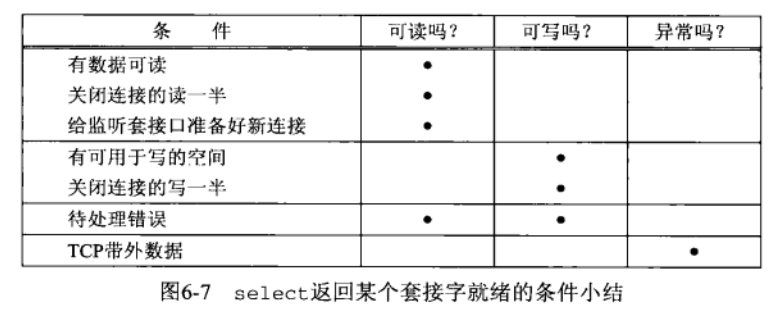 条 件 可读吗？ 可写吗？ 异常吗？
有数据可读 •
关闭连接的读一半 •
给监听套接口准备好新连接 •
有可用于写的空间 •
关闭连接的写一半 •
待处理错误 • •
TCP带外数据 •
图6-7 select返回某个套接字就绪的条件小结